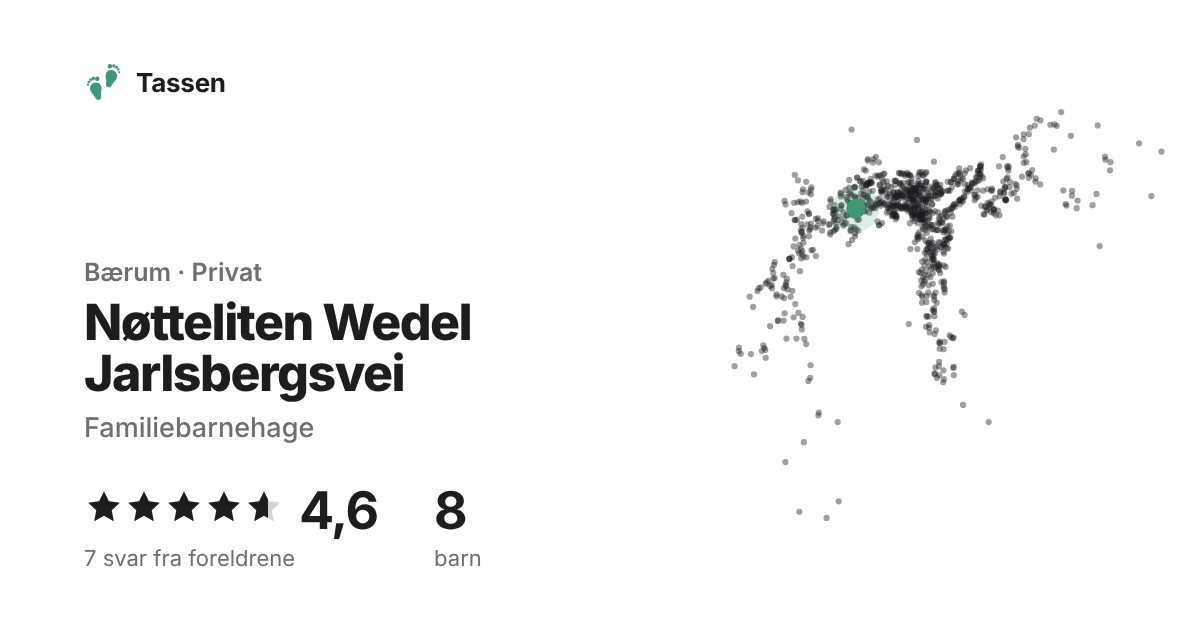 Tassen
Bærum · Privat
Nøtteliten Wedel
Jarlsbergsvei
Familiebarnehage
4,6
7 svar fra foreldrene
8
barn